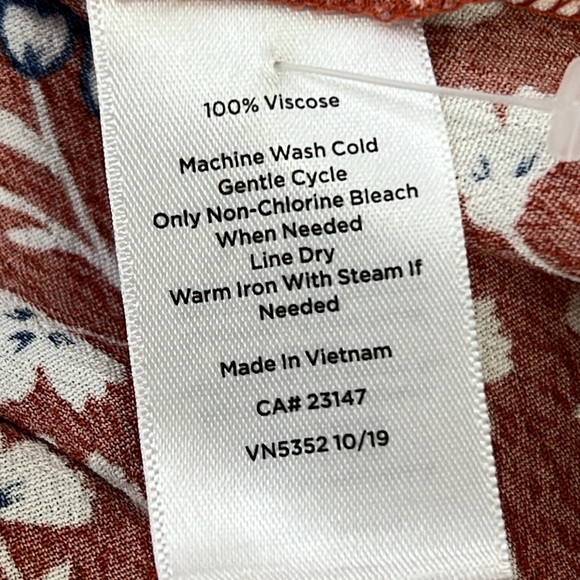 100% Viscose
Machine Wash Cold
Gentle Cycle
Only Non-Chlorine Bleach
When Needed
Line Dry
Warm Iron With Steam If
Needed
Made In Vietnam
CA# 23147
VN5352 10/19